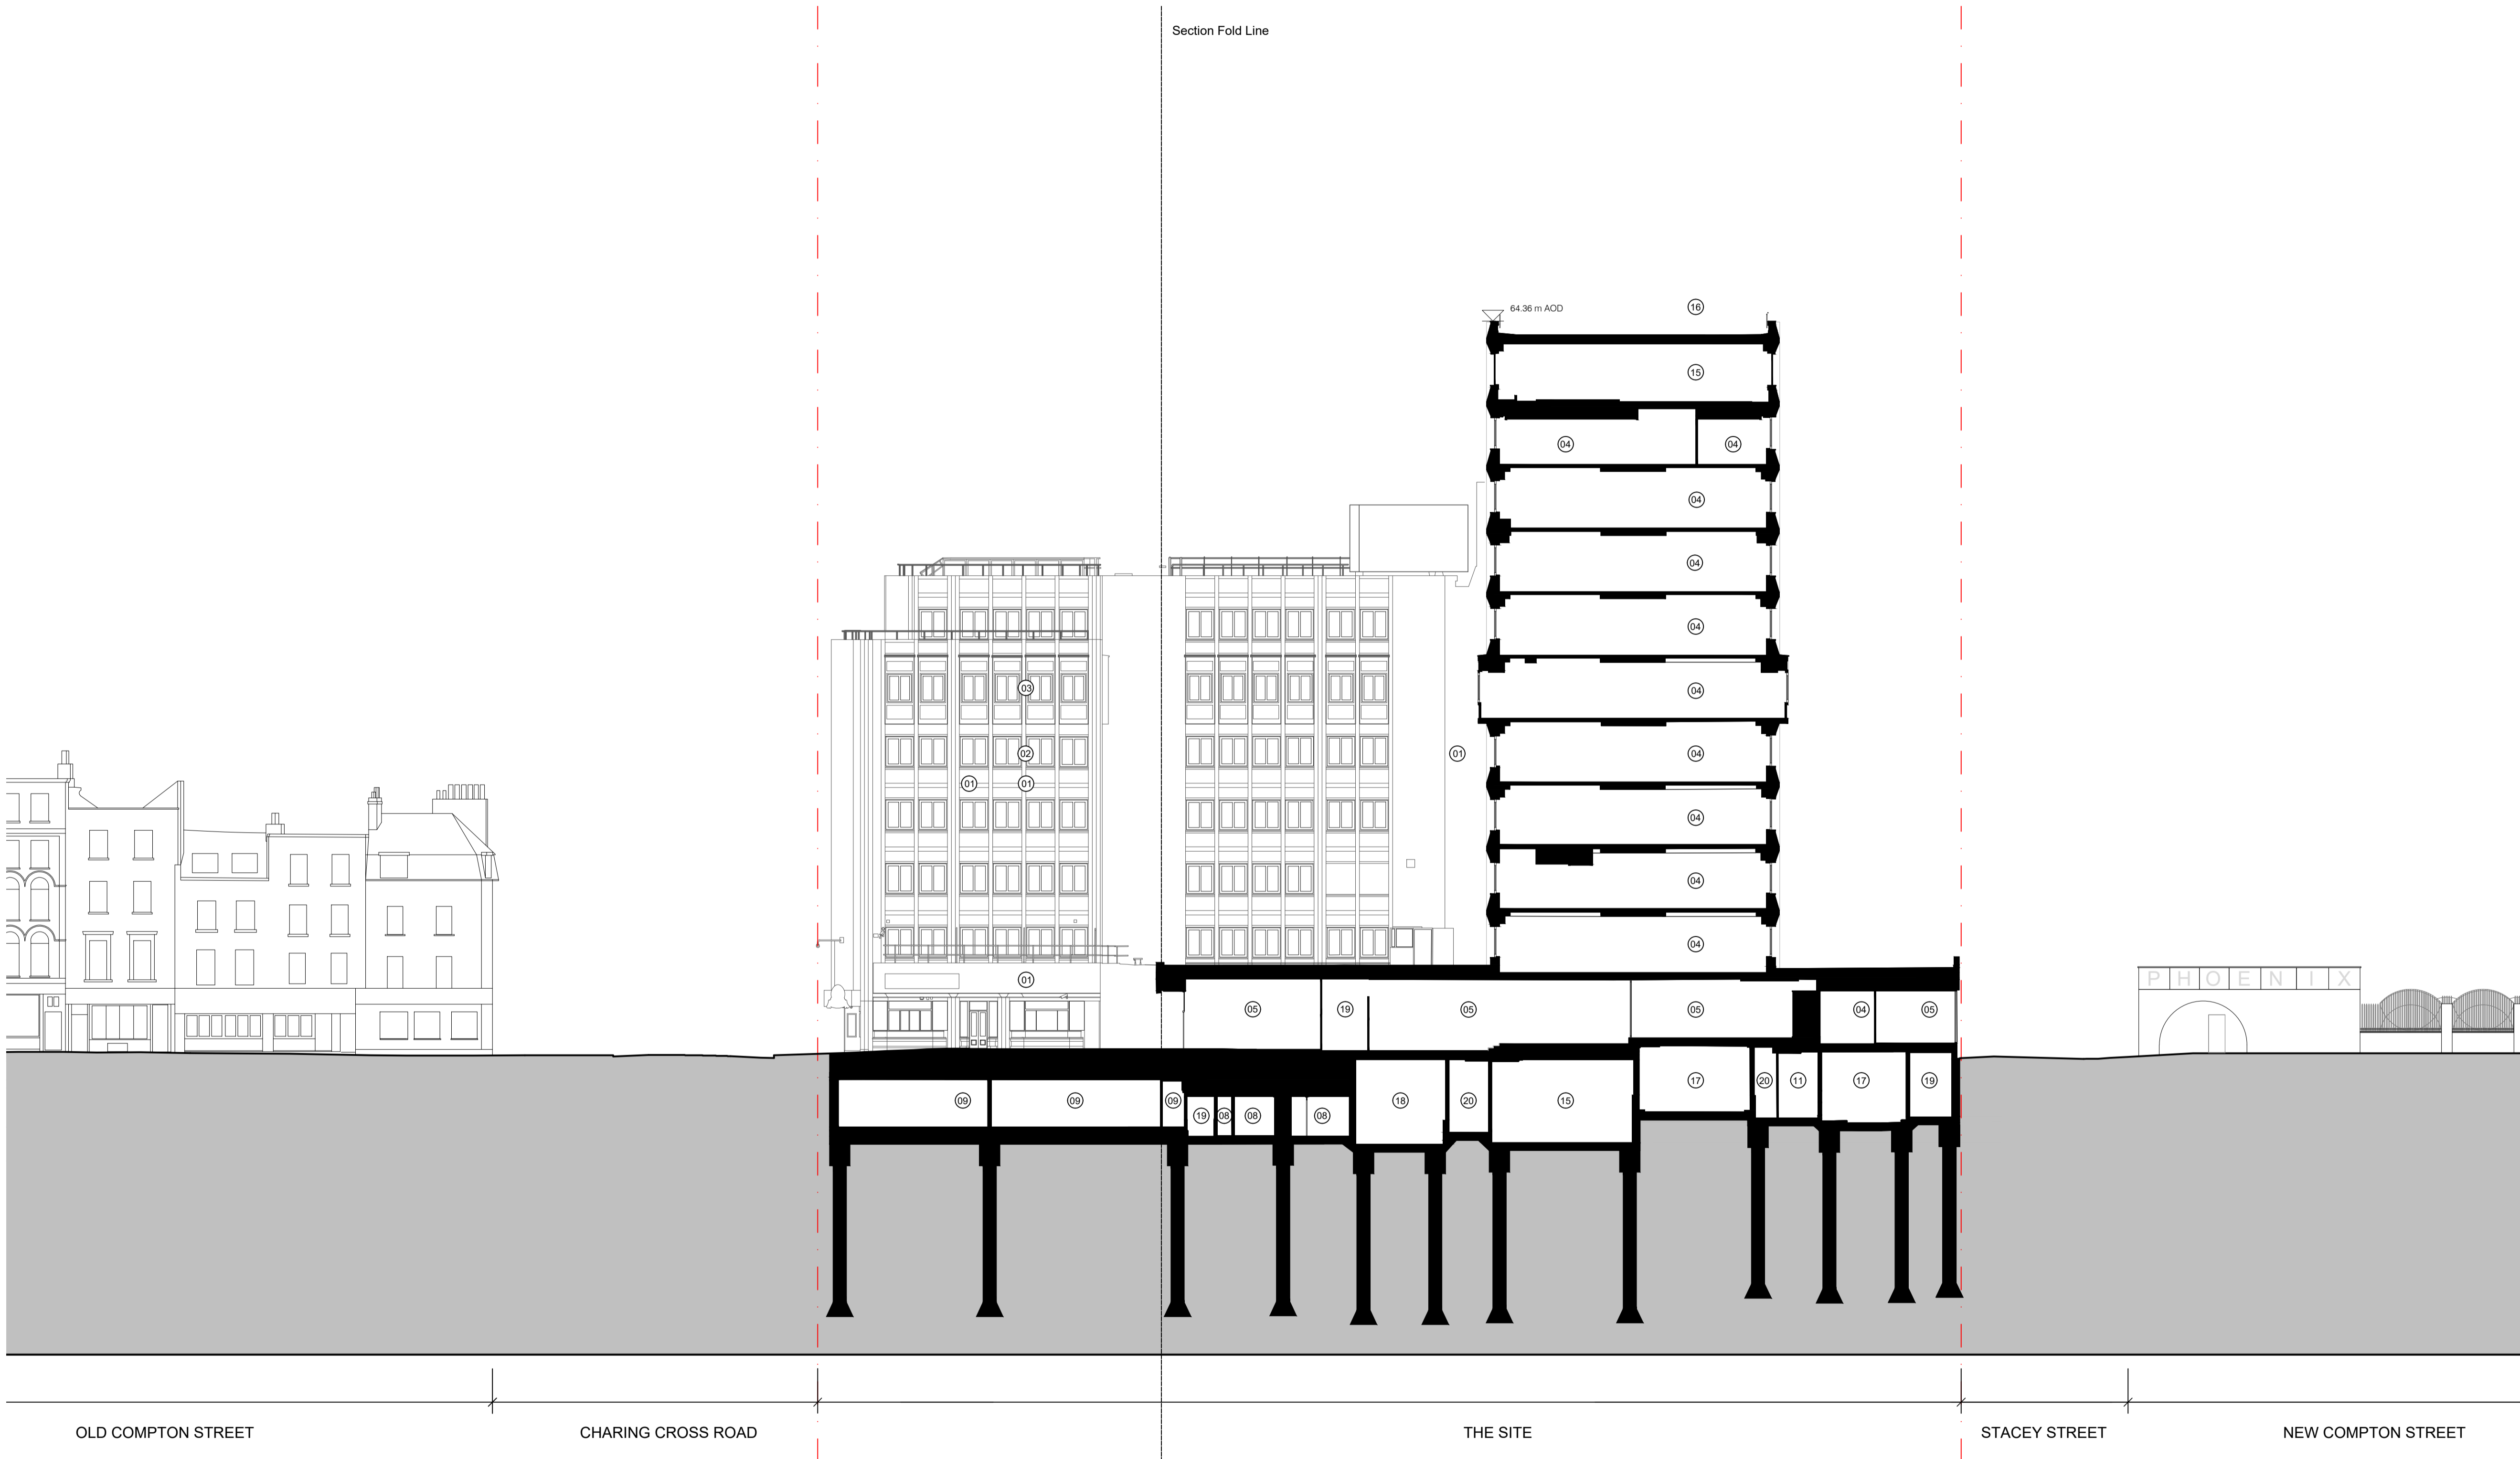 Section Fold Line
64.36 m AOD
16
15
04 04
04
04
04
03 04
02 01 04
01 01
04
04
04
01
05 19 05 05 04 05
PHOENIX
09 09 09 19 08 08 08 18 20 15 17 20 11 17 19
OLD COMPTON STREET
CHARING CROSS ROAD
THE SITE
STACEY STREET
NEW COMPTON STREET